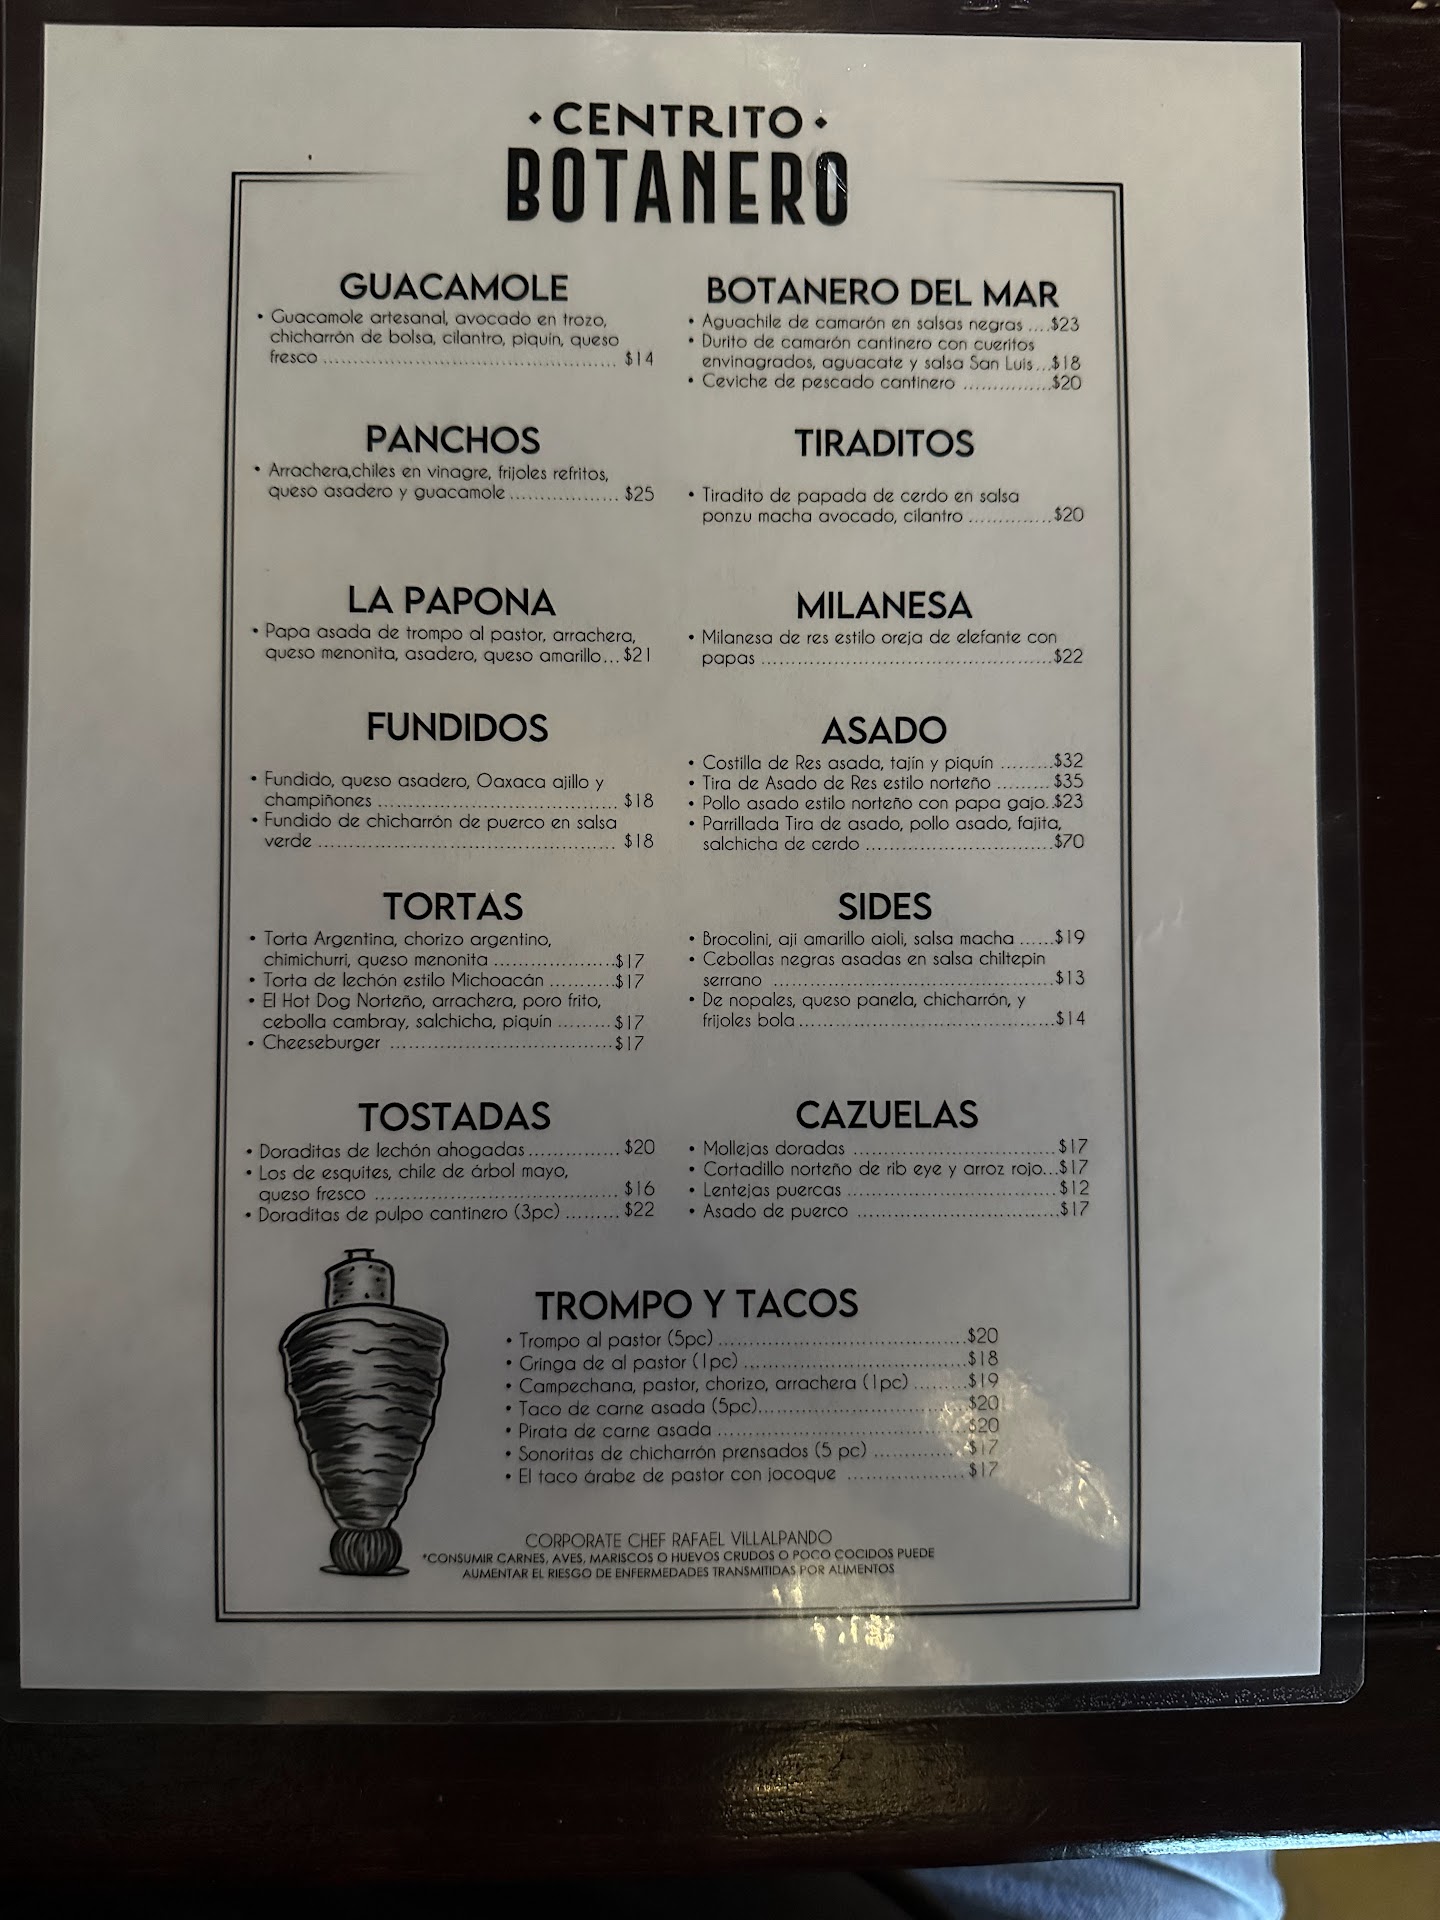 • CENTRITO •
BOTANERO
GUACAMOLE
• Guacamole artesanal, avocado en trozo,
chicharrón de bolsa, cilantro, piquin, queso
fresco ............................................... $14
PANCHOS
• Arrachera,chiles en vinagre, frijoles refritos,
queso asadero y guacamole .................. $25
LA PAPONA
• Papa asada de trompo al pastor, arrachera,
queso menonita, asadero, queso amarillo... $21
FUNDIDOS
• Fundido, queso asadero, Oaxaca ajillo y
champiñones ....................................... $18
• Fundido de chicharrón de puerco en salsa
verde ................................................. $18
TORTAS
• Torta Argentina, chorizo argentino,
chimichurri, queso menonita ....................$17
• Torta de lechón estilo Michoacán ...........$17
• El Hot Dog Norteño, arrachera, poro frito,
cebolla cambray, salchicha, piquin .........$17
• Cheeseburger ....................................$17
TOSTADAS
• Doraditas de lechón ahogadas............... $20
• Los de esquites, chile de árbol mayo,
queso fresco ........................................ $16
• Doraditas de pulpo cantinero (3pc) ......... $22
BOTANERO DEL MAR
• Aguachile de camarón en salsas negras ....$23
• Durito de camarón cantinero con cueritos
envinagrados, aguacate y salsa San Luis...$18
• Ceviche de pescado cantinero ...............$20
TIRADITOS
• Tiradito de papada de cerdo en salsa
ponzu macha avocado, cilantro ..............$20
MILANESA
• Milanesa de res estilo oreja de elefante con
papas ...............................................$22
ASADO
• Costilla de Res asada, tajín y piquin .........$32
• Tira de Asado de Res estilo norteño ......... $35
• Pollo asado estilo norteño con papa gajo..$23
• Parrillada Tira de asado, pollo asado, fajita,
salchicha de cerdo ..............................$70
SIDES
• Brocolini, aji amarillo aioli, salsa macha ......$19
• Cebollas negras asadas en salsa chiltepin
serrano ..............................................$13
• De nopales, queso panela, chicharrón, y
frijoles bola..........................................$14
CAZUELAS
• Mollejas doradas .................................$17
• Cortadillo norteño de rib eye y arroz rojo...$17
• Lentejas puercas ..................................$12
• Asado de puerco .................................$17
TROMPO Y TACOS
• Trompo al pastor (5pc)........................................$20
• Gringa de al pastor (1pc) ....................................$18
• Campechana, pastor, chorizo, arrachera (1pc) .........$19
• Taco de carne asada (5pc)..................................$20
• Pirata de carne asada .........................................$20
• Sonoritas de chicharrón prensados (5 pc) ...............$17
• El taco árabe de pastor con jocoque ....................$17
CORPORATE CHEF RAFAEL VILLALPANDO
*CONSUMIR CARNES, AVES, MARISCOS O HUEVOS CRUDOS O POCO COCIDOS PUEDE
AUMENTAR EL RIESGO DE ENFERMEDADES TRANSMITIDAS POR ALIMENTOS